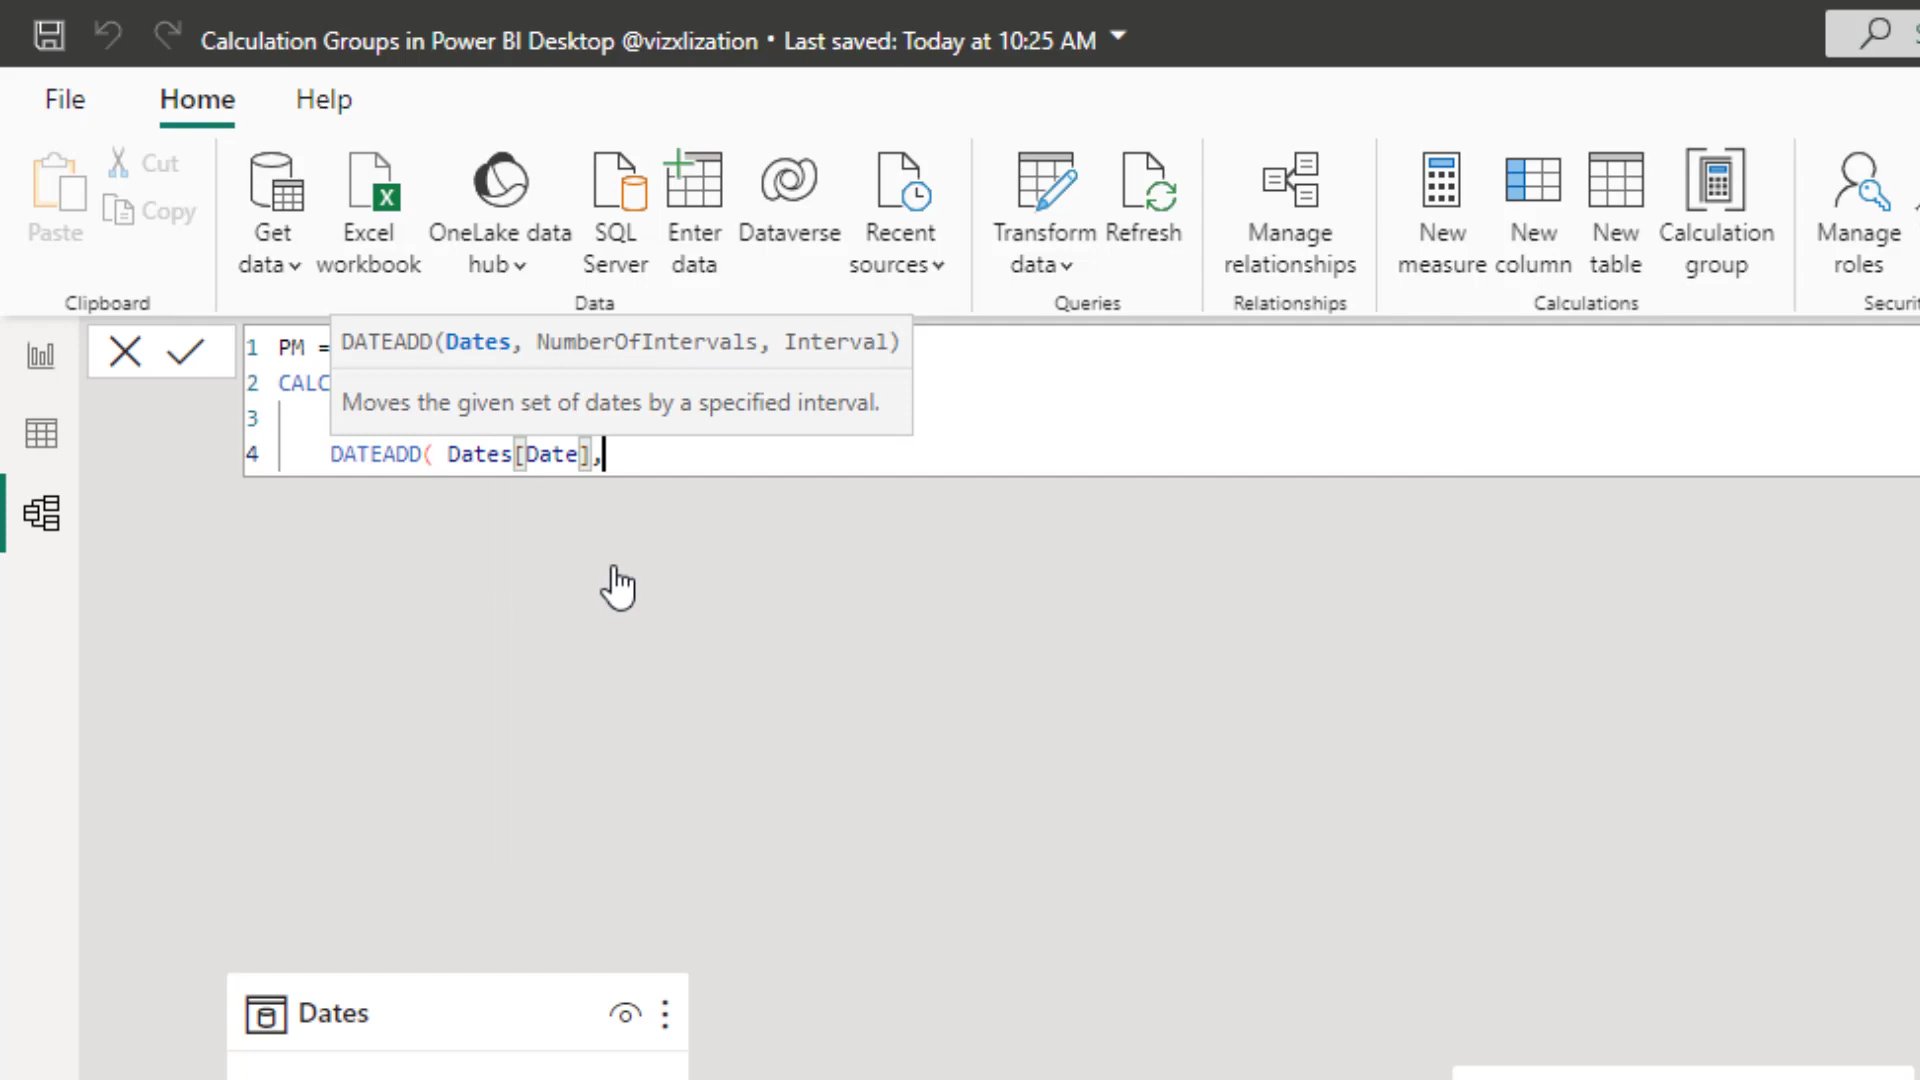 Calculation Groups in Power BI Desktop @vizxlization • Last saved: Today at 10:25 AM
File Home Help
Paste
Cut
Copy
Clipboard
Get data
Excel workbook
OneLake data hub
SQL Server
Enter data
Dataverse
Recent sources
Data
Transform data
Refresh
Queries
Manage relationships
Relationships
New measure
New column
New table
Calculation group
Calculations
Manage roles
1 PM =
2 CALC
3
4 DATEADD( Dates[Date],
DATEADD(Dates, NumberOfIntervals, Interval)
Moves the given set of dates by a specified interval.
Dates